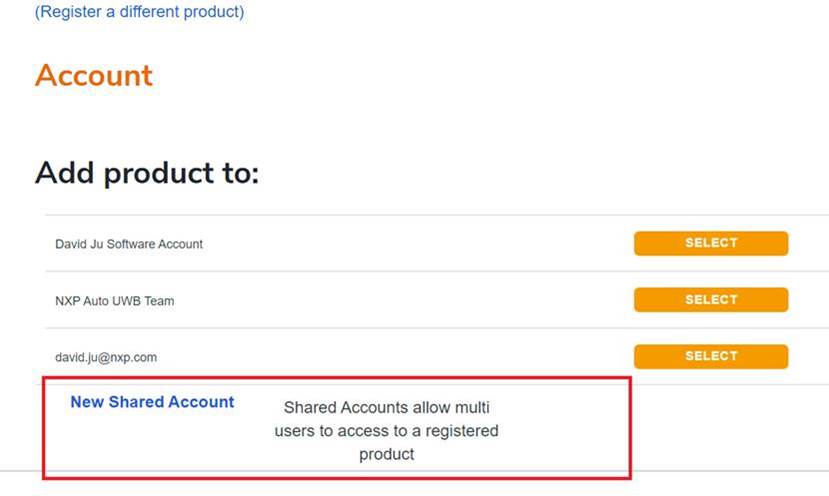 (Register a different product)
Account
Add product to:
David Ju Software Account
SELECT
NXP Auto UWB Team
SELECT
david.ju@nxp.com
SELECT
New Shared Account
Shared Accounts allow multi
users to access to a registered
product